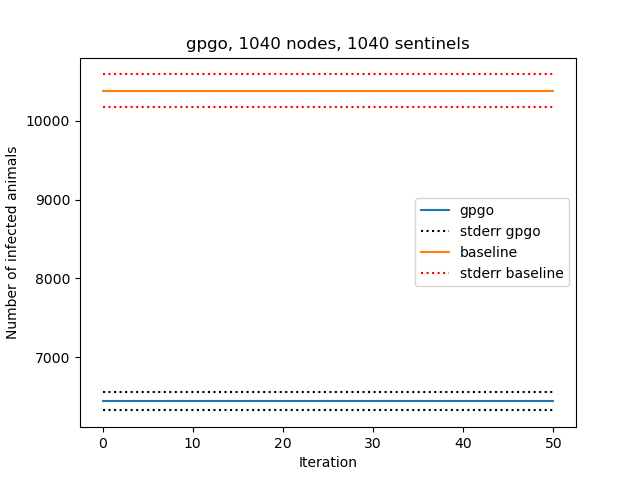 gpgo, 1040 nodes, 1040 sentinels
Number of infected animals
10000
9000
8000
7000
gpgo
stderr gpgo
baseline
stderr baseline
0 10 20 30 40 50
Iteration